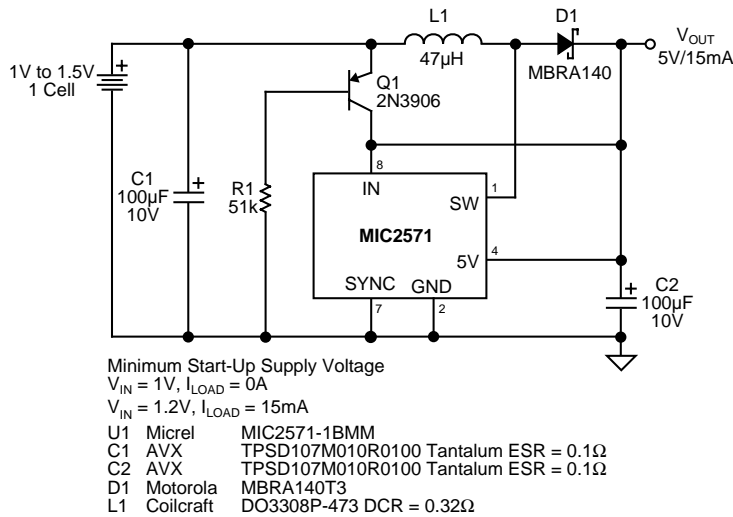 L1
47µH
D1
MBRA140
VOUT
5V/15mA
1V to 1.5V
1 Cell
+
Q1
2N3906
C1
100µF
10V
+
R1
51k
8
IN
1
SW
MIC2571
5V
4
SYNC
GND
7
2
C2
100µF
10V
+
Minimum Start-Up Supply Voltage
VIN = 1V, ILOAD = 0A
VIN = 1.2V, ILOAD = 15mA
U1 Micrel MIC2571-1BMM
C1 AVX TPSD107M010R0100 Tantalum ESR = 0.1Ω
C2 AVX TPSD107M010R0100 Tantalum ESR = 0.1Ω
D1 Motorola MBRA140T3
L1 Coilcraft DO3308P-473 DCR = 0.32Ω